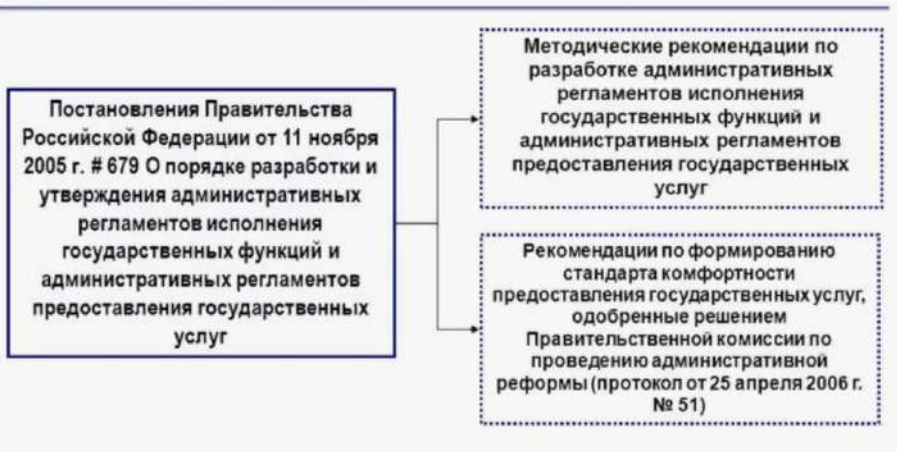 Постановления Правительства
Российской Федерации от 11 ноября
2005 г. # 679 О порядке разработки и
утверждения административных
регламентов исполнения
государственных функций и
административных регламентов
предоставления государственных
услуг
Методические рекомендации по
разработке административных
регламентов исполнения
государственных функций и
административных регламентов
предоставления государственных
услуг
Рекомендации по формированию
стандарта комфортности
предоставления государственных услуг,
одобренные решением
Правительственной комиссии по
проведению административной
реформы (протокол от 25 апреля 2006 г.
№ 51)